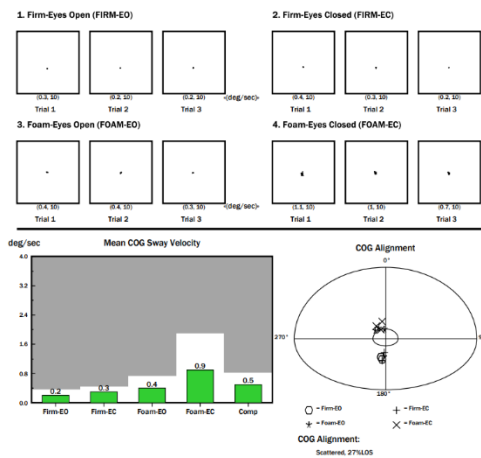 1. Firm-Eyes Open (FIRM-EO)
2. Firm-Eyes Closed (FIRM-EC)
(0.3, 10) (0.2, 10) (0.2, 10) <(deg/sec)> (0.4, 10) (0.3, 10) (0.2, 10)
Trial 1 Trial 2 Trial 3 Trial 1 Trial 2 Trial 3
3. Foam-Eyes Open (FOAM-EO)
4. Foam-Eyes Closed (FOAM-EC)
(0.4, 10) (0.4, 10) (0.3, 10) <(deg/sec)> (1.1, 10) (1, 10) (0.7, 10)
Trial 1 Trial 2 Trial 3 Trial 1 Trial 2 Trial 3
deg/sec
Mean COG Sway Velocity
4.0
3.2
2.4
1.6
0.8
0.0
0.2 0.3 0.4 0.9 0.5
Firm-EO Firm-EC Foam-EO Foam-EC Comp
COG Alignment
0°
270°
180°
- Firm-EO
- Firm-EC
- Foam-EO
- Foam-EC
COG Alignment:
Scattered, 27%LOS